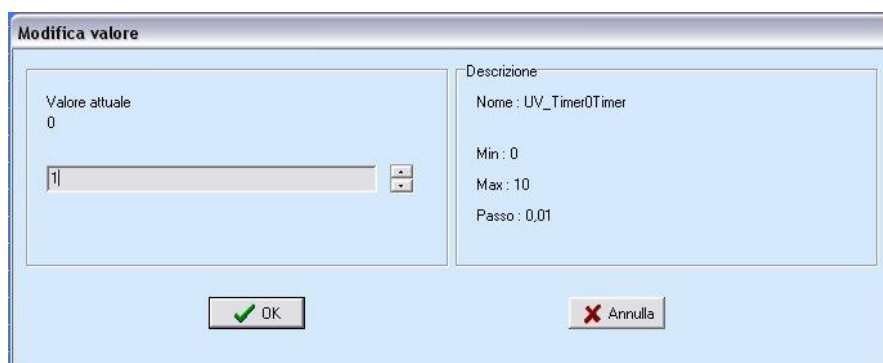 Modifica valore
Valore attuale
0
1
Descrizione
Nome : UV_Timer0Timer
Min : 0
Max : 10
Passo : 0,01
OK
Annulla